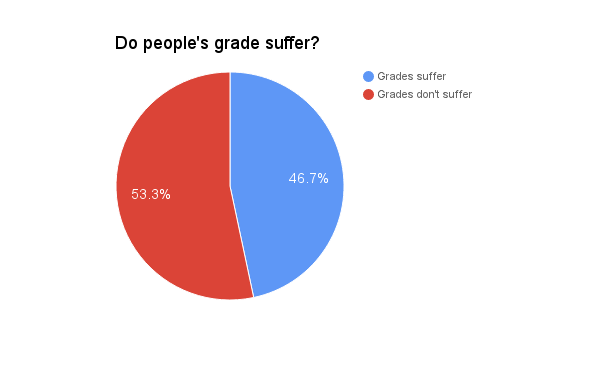 Do people's grade suffer?
Grades suffer
Grades don't suffer
46.7%
53.3%